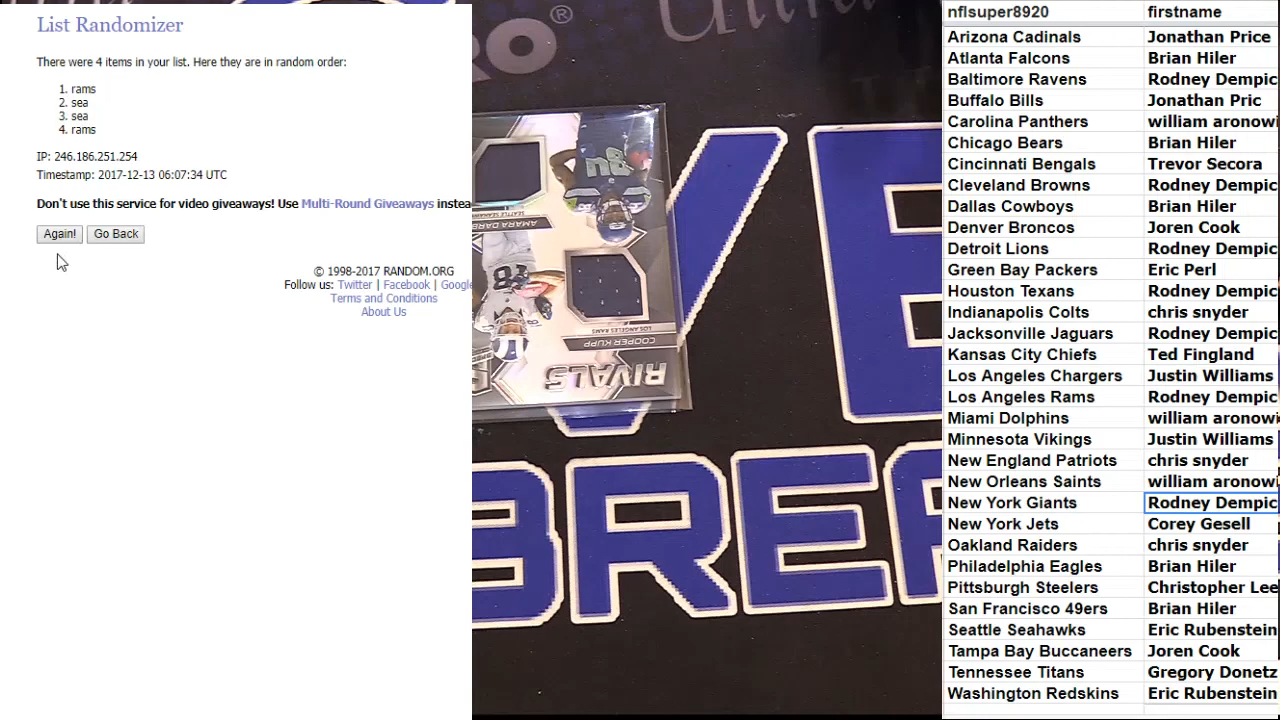 List Randomizer
There were 4 items in your list. Here they are in random order:
1. rams
2. sea
3. sea
4. rams
IP: 246.186.251.254
Timestamp: 2017-12-13 06:07:34 UTC
Don't use this service for video giveaways! Use Multi-Round Giveaways instea
Again! Go Back
© 1998-2017 RANDOM.ORG
Follow us: Twitter | Facebook | Google
Terms and Conditions
About Us
RO® Ultra
AMARA DARB
SEATTLE SEAHAW
LOS ANGELES RAMS
COOPER KUPP
RIVALS
VE
BREA
nflsuper8920 firstname
Arizona Cadinals Jonathan Price
Atlanta Falcons Brian Hiler
Baltimore Ravens Rodney Dempic
Buffalo Bills Jonathan Pric
Carolina Panthers william aronowi
Chicago Bears Brian Hiler
Cincinnati Bengals Trevor Secora
Cleveland Browns Rodney Dempic
Dallas Cowboys Brian Hiler
Denver Broncos Joren Cook
Detroit Lions Rodney Dempic
Green Bay Packers Eric Perl
Houston Texans Rodney Dempic
Indianapolis Colts chris snyder
Jacksonville Jaguars Rodney Dempic
Kansas City Chiefs Ted Fingland
Los Angeles Chargers Justin Williams
Los Angeles Rams Rodney Dempic
Miami Dolphins william aronowi
Minnesota Vikings Justin Williams
New England Patriots chris snyder
New Orleans Saints william aronowi
New York Giants Rodney Dempic
New York Jets Corey Gesell
Oakland Raiders chris snyder
Philadelphia Eagles Brian Hiler
Pittsburgh Steelers Christopher Lee
San Francisco 49ers Brian Hiler
Seattle Seahawks Eric Rubenstein
Tampa Bay Buccaneers Joren Cook
Tennessee Titans Gregory Donetz
Washington Redskins Eric Rubenstein